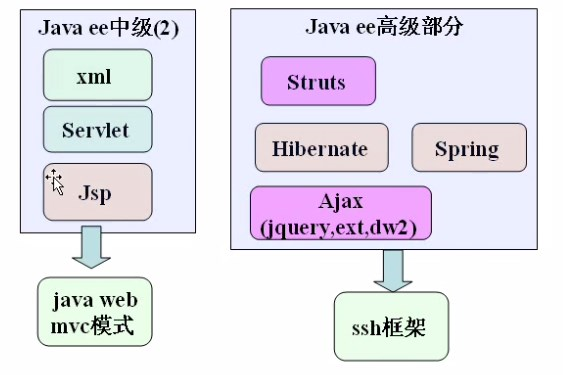 Java ee中级(2)
xml
Servlet
Jsp
java web
mvc模式
Java ee高级部分
Struts
Hibernate
Spring
Ajax
(jquery,ext,dw2)
ssh框架